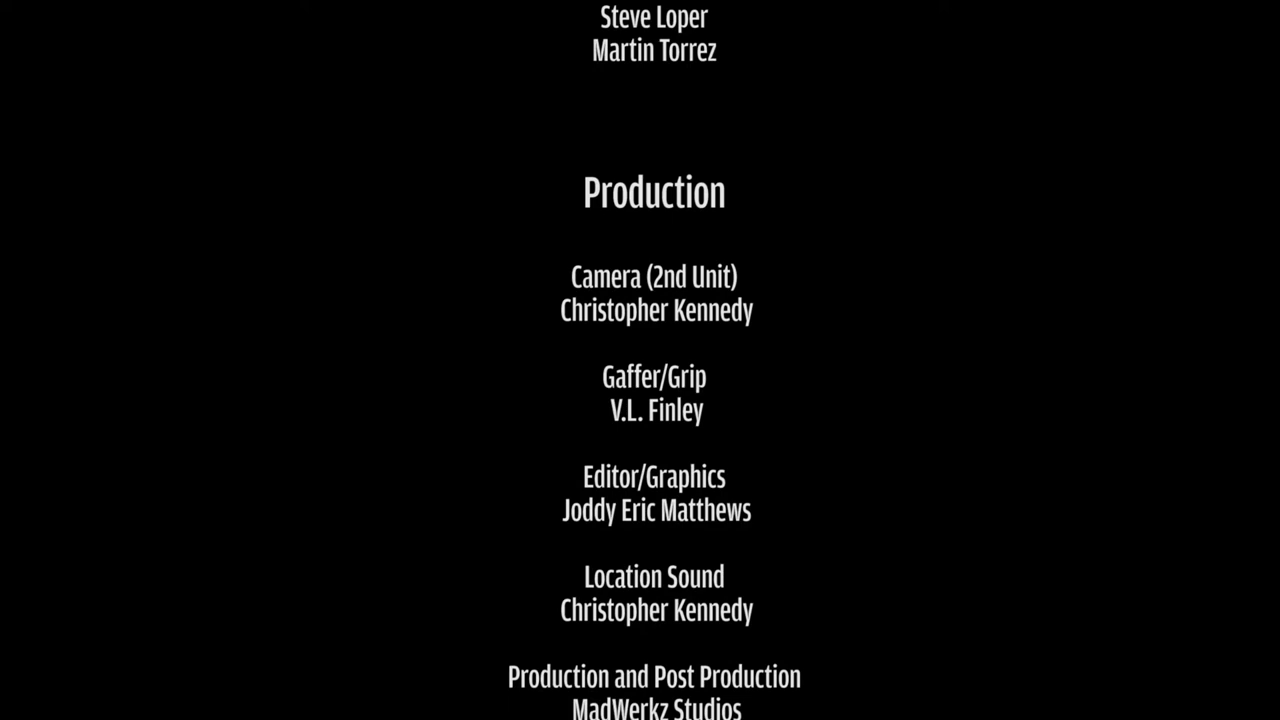 Steve Loper
Martin Torrez
Production
Camera (2nd Unit)
Christopher Kennedy
Gaffer/Grip
V.L. Finley
Editor/Graphics
Joddy Eric Matthews
Location Sound
Christopher Kennedy
Production and Post Production
MadWerkz Studios